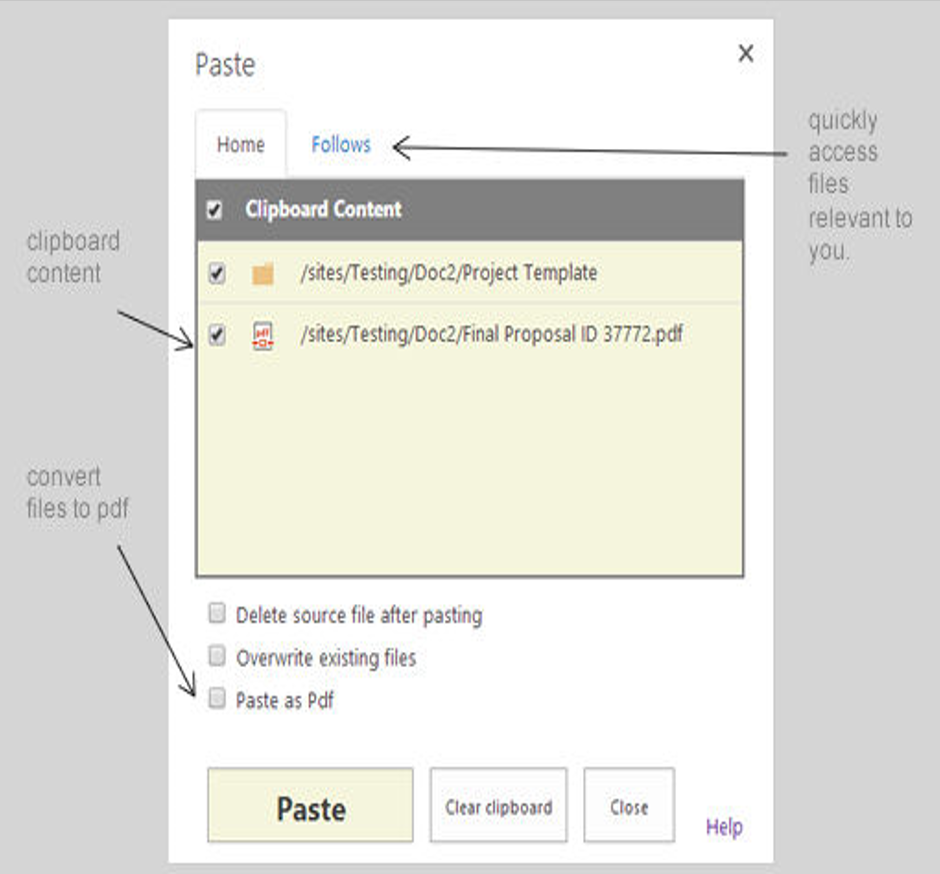 Paste
Home
Follows
quickly
access
files
relevant to
you.
Clipboard Content
clipboard
content
/sites/Testing/Doc2/Project Template
/sites/Testing/Doc2/Final Proposal ID 37772.pdf
convert
files to pdf
Delete source file after pasting
Overwrite existing files
Paste as Pdf
Paste
Clear clipboard
Close
Help